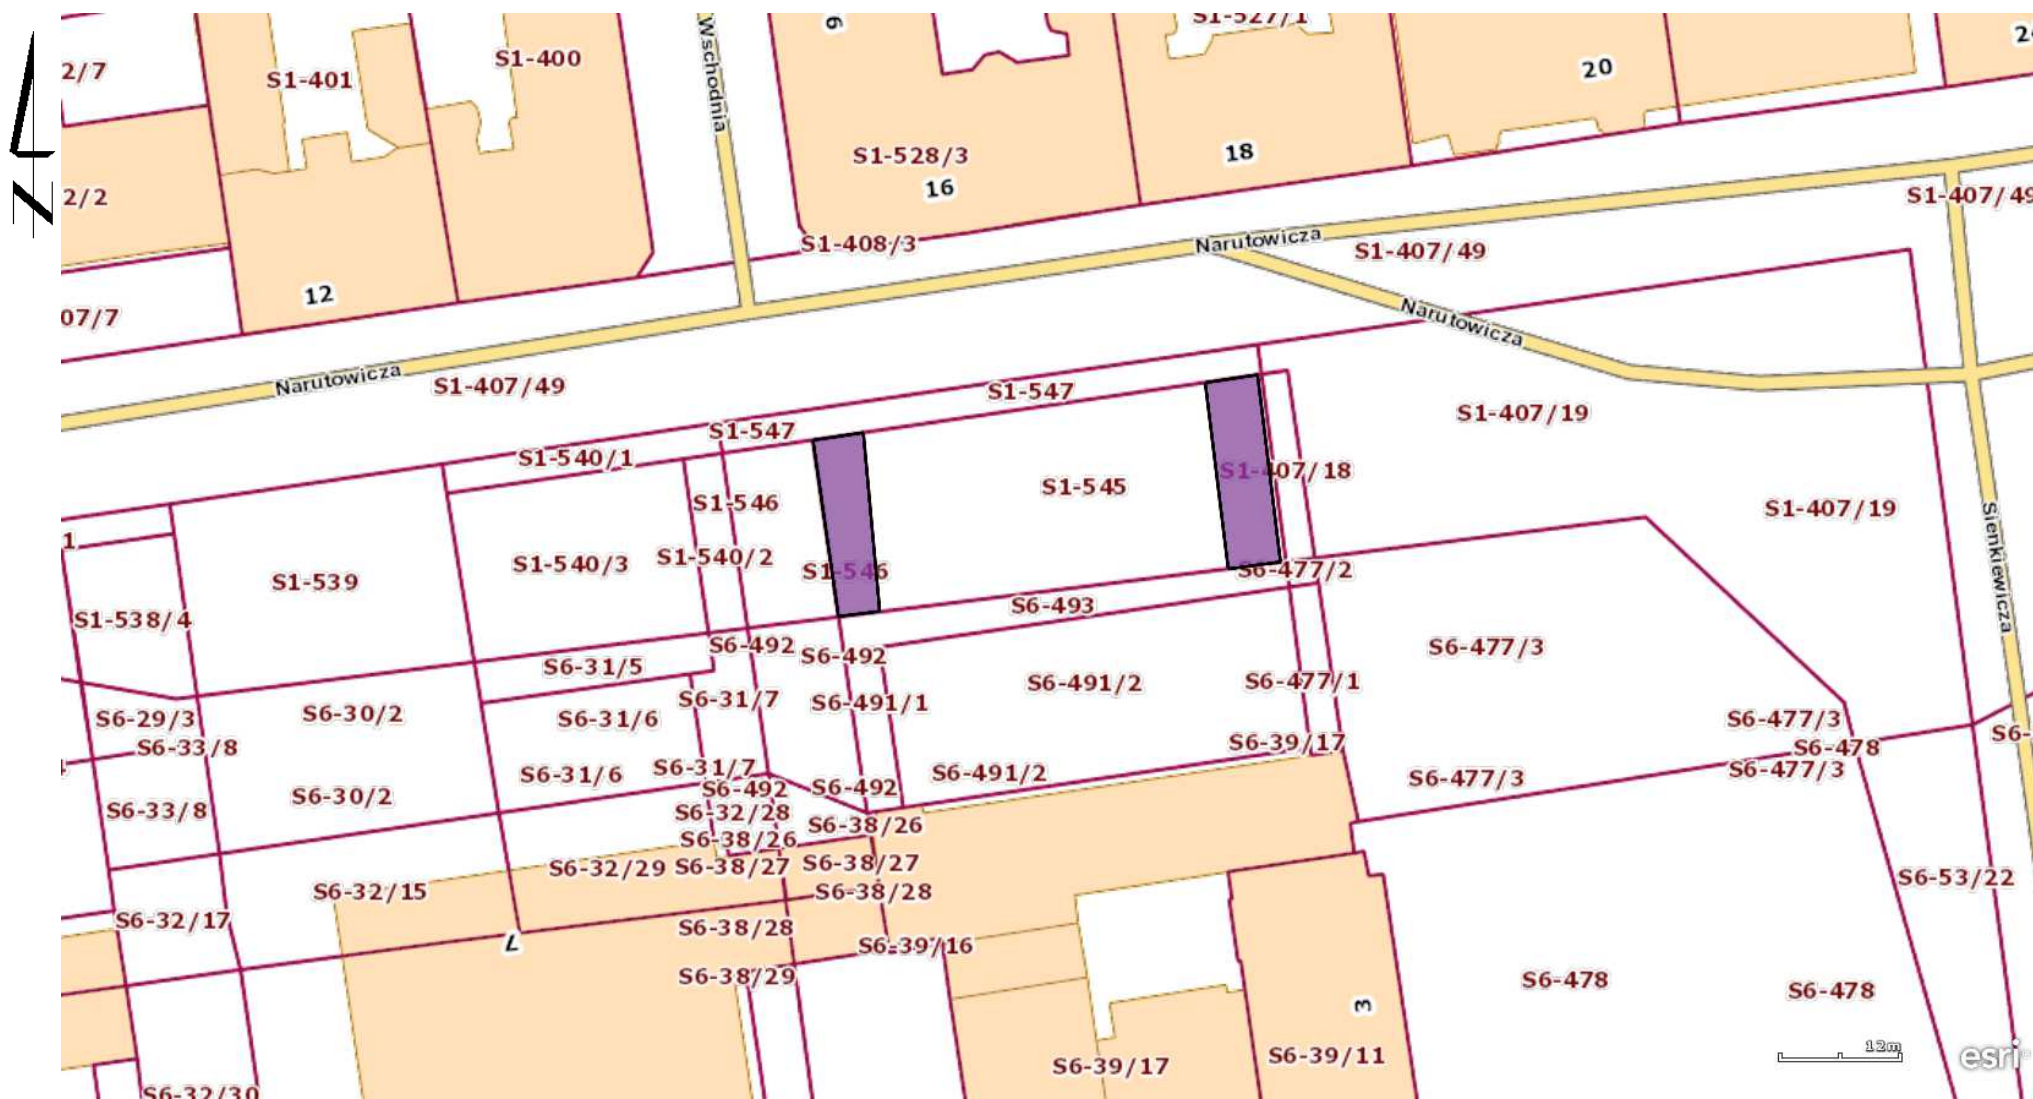 N
S1-527/1
2/7
S1-401
S1-400
Wschodnia
20
S1-528/3
18
16
2/2
S1-407/49
S1-408/3
Narutowicza
S1-407/49
12
07/7
Narutowicza
Narutowicza
S1-407/49
S1-547
S1-407/19
S1-547
S1-540/1
S1-407/18
S1-545
S1-546
S1-407/19
Sienkiewicza
1
S1-540/3
S1-540/2
S1-546
S6-477/2
S1-539
S6-493
S1-538/4
S6-492
S6-492
S6-477/3
S6-31/5
S6-491/2
S6-477/1
S6-31/7
S6-491/1
S6-29/3
S6-30/2
S6-31/6
S6-477/3
S6-
S6-33/8
S6-39/17
S6-478
S6-31/7
S6-31/6
S6-491/2
S6-477/3
S6-477/3
S6-492
S6-492
S6-30/2
S6-33/8
S6-32/28
S6-38/26
S6-38/26
S6-32/29
S6-38/27
S6-38/27
S6-53/22
S6-32/15
S6-38/28
S6-32/17
S6-38/28
7
S6-39/16
S6-38/29
S6-478
S6-478
3
S6-39/17
S6-39/11
12m
esri
S6-32/30